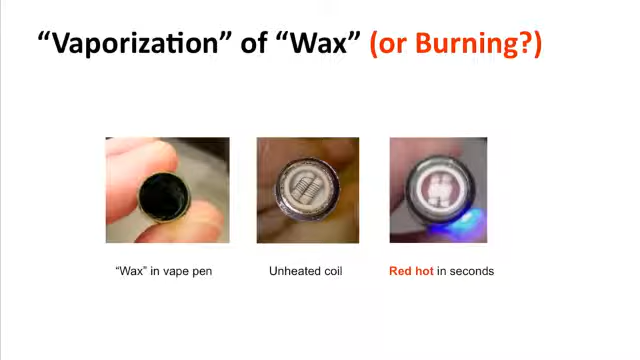 “Vaporization” of “Wax” (or Burning?)
“Wax” in vape pen
Unheated coil
Red hot in seconds